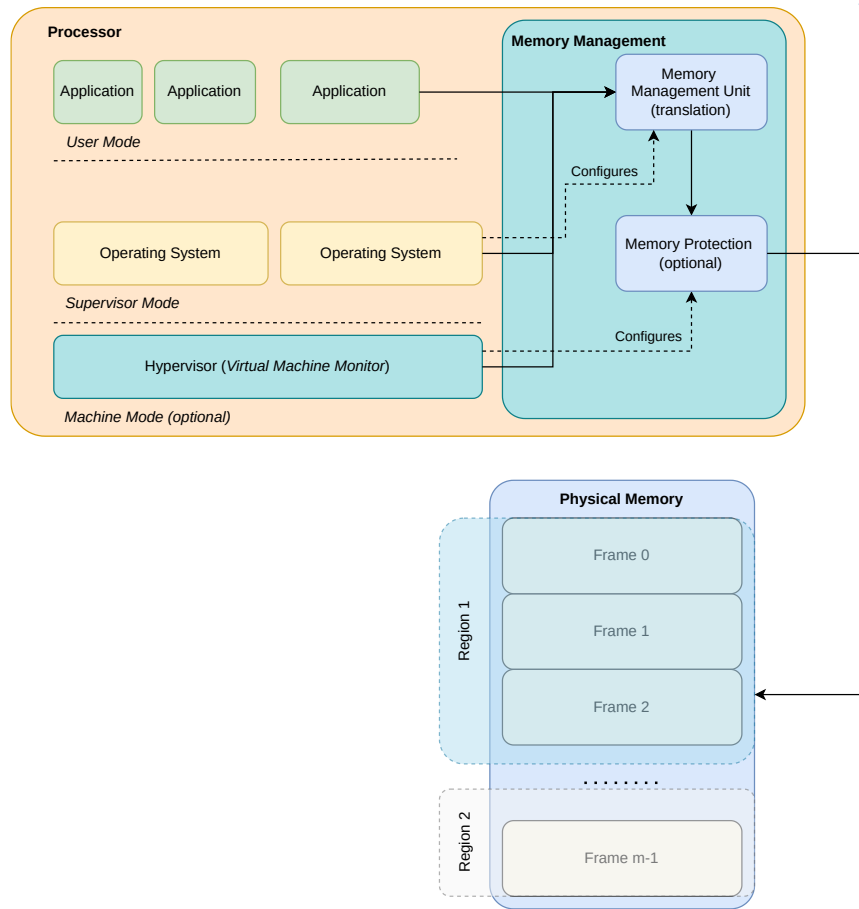 Processor
Memory Management
Application
Application
Application
Memory
Management Unit
(translation)
User Mode
Configures
Operating System
Operating System
Memory Protection
(optional)
Supervisor Mode
Configures
Hypervisor (Virtual Machine Monitor)
Machine Mode (optional)
Physical Memory
Frame 0
Region 1
Frame 1
Frame 2
........
Region 2
Frame m-1